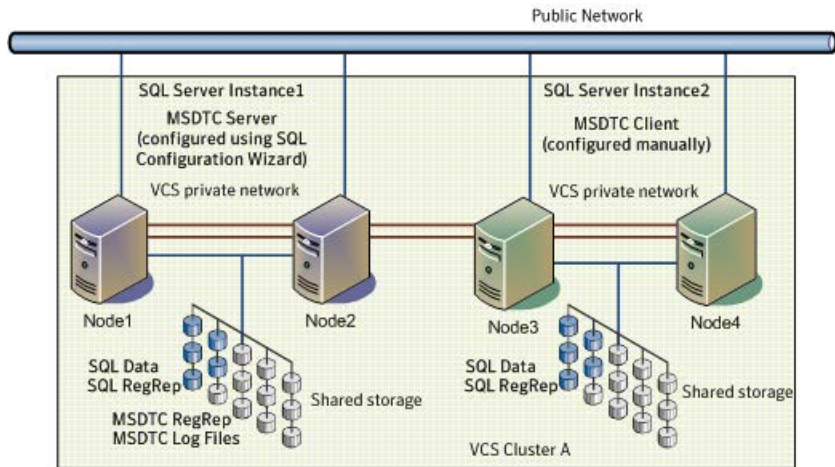 Public Network
SQL Server Instance1
SQL Server Instance2
MSDTC Server
(configured using SQL
Configuration Wizard)
MSDTC Client
(configured manually)
VCS private network
VCS private network
Node1
Node2
Node3
Node4
SQL Data
SQL RegRep
MSDTC RegRep
MSDTC Log Files
Shared storage
SQL Data
SQL RegRep
Shared storage
VCS Cluster A